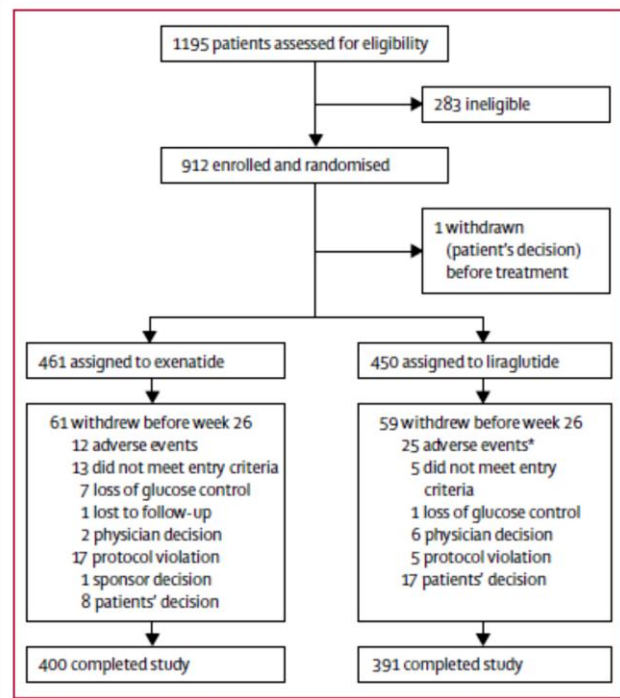 1195 patients assessed for eligibility
283 ineligible
912 enrolled and randomised
1 withdrawn
(patient's decision)
before treatment
461 assigned to exenatide
450 assigned to liraglutide
61 withdrew before week 26
12 adverse events
13 did not meet entry criteria
7 loss of glucose control
1 lost to follow-up
2 physician decision
17 protocol violation
1 sponsor decision
8 patients' decision
59 withdrew before week 26
25 adverse events*
5 did not meet entry
criteria
1 loss of glucose control
6 physician decision
5 protocol violation
17 patients' decision
400 completed study
391 completed study